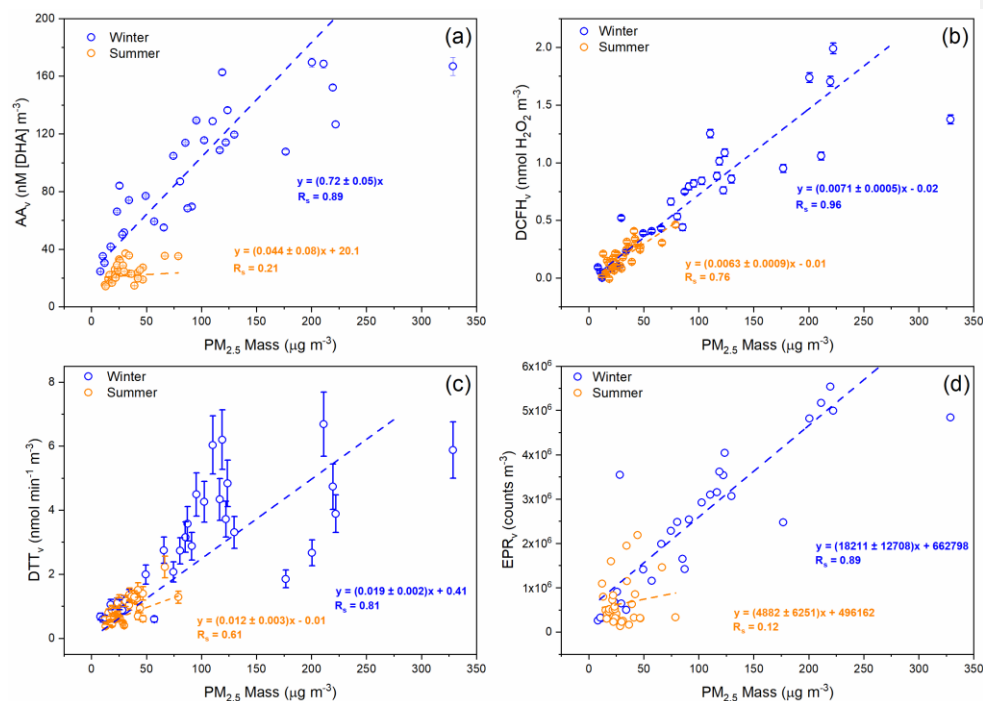 (a)
Winter
Summer
y = (0.72 ± 0.05)x
Rs = 0.89
y = (0.044 ± 0.08)x + 20.1
Rs = 0.21
AAv (nM [DHA] m-3)
200
160
120
80
40
0
0 50 100 150 200 250 300 350
PM2.5 Mass (μg m-3)
(b)
Winter
Summer
y = (0.0071 ± 0.0005)x - 0.02
Rs = 0.96
y = (0.0063 ± 0.0009)x - 0.01
Rs = 0.76
DCFHv (nmol H2O2 m-3)
2.0
1.5
1.0
0.5
0.0
0 50 100 150 200 250 300 350
PM2.5 Mass (μg m-3)
(c)
Winter
Summer
y = (0.019 ± 0.002)x + 0.41
Rs = 0.81
y = (0.012 ± 0.003)x - 0.01
Rs = 0.61
DTTv (nmol min-1 m-3)
8
6
4
2
0
0 50 100 150 200 250 300 350
PM2.5 Mass (μg m-3)
(d)
Winter
Summer
y = (18211 ± 12708)x + 662798
Rs = 0.89
y = (4882 ± 6251)x + 496162
Rs = 0.12
EPRv (counts m-3)
6x10^6
5x10^6
4x10^6
3x10^6
2x10^6
1x10^6
0
0 50 100 150 200 250 300 350
PM2.5 Mass (μg m-3)